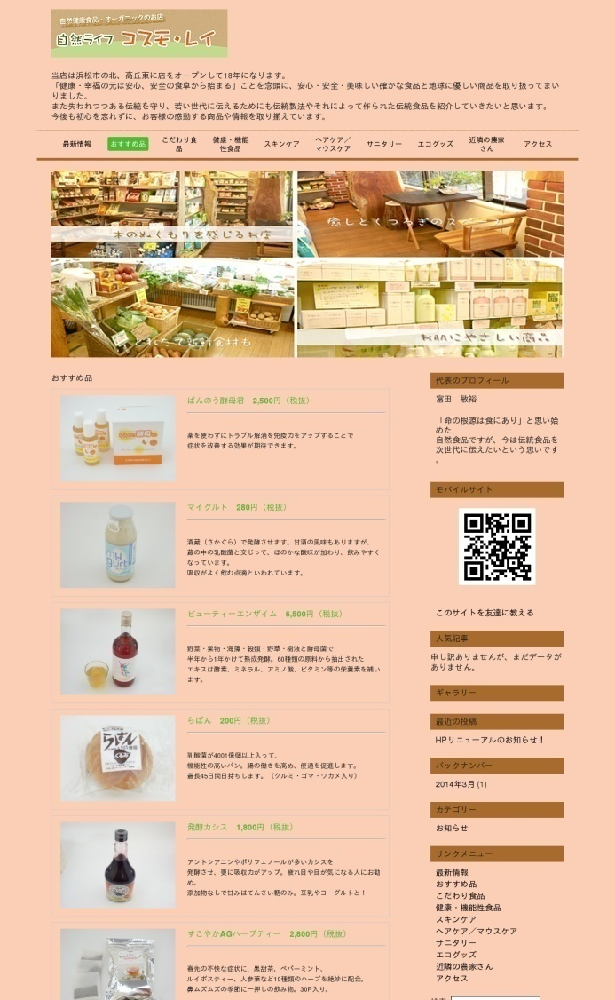 自然健康食品・オーガニックのお店
自然ライフ コスモ・レイ
当店は浜松市の北、高丘東に店をオープンして18年になります。
「健康・幸福の元は安心、安全の食卓から始まる」ことを念頭に、安心・安全・美味しい確かな食品と地球に優しい商品を取り扱ってまい
りました。
また失われつつある伝統を守り、若い世代に伝えるためにも伝統製法やそれによって作られた伝統食品を紹介していきたいと思います。
今後も初心を忘れずに、お客様の感動する商品や情報を取り揃えています。
最新情報 おすすめ品 こだわり食品 健康・機能性食品 スキンケア ヘアケア／マウスケア サニタリー エコグッズ 近隣の農家さん アクセス
木のぬくもりを感じるお店
癒しとくつろぎのスペース
とれたて新鮮食材も
お肌にやさしい商品
おすすめ品
ばんのう酵母君 2,500円（税抜）
薬を使わずにトラブル解消を免疫力をアップすることで
症状を改善する効果が期待できます。
マイグルト 280円（税抜）
my
gurt
酒蔵（さかぐら）で発酵させます。甘酒の風味もありますが、
蔵の中の乳酸菌と交じって、ほのかな酸味が加わり、飲みやすく
なっています。
吸収がよく飲む点滴といわれています。
ビューティーエンザイム 6,500円（税抜）
野菜・果物・海藻・穀類・野草・樹液と酵母菌で
半年から1年かけて熟成発酵。60種類の原料から抽出された
エキスは酵素、ミネラル、アミノ酸、ビタミン等の栄養素を補い
ます。
らぱん 200円（税抜）
らぱん
くるみ
乳酸菌が4001億個以上入って、
機能性の高いパン。腸の働きを高め、便通を促進します。
最長45日間日持ちします。（クルミ・ゴマ・ワカメ入り）
発酵カシス 1,800円（税抜）
アントシアニンやポリフェノールが多いカシスを
発酵させ、更に吸収力がアップ。疲れ目や目が気になる人にお勧
め。
添加物なしで甘みはてんさい糖のみ。豆乳やヨーグルトと！
すこやかAGハーブティー 2,800円（税抜）
春先の不快な症状に、黒甜茶、ペパーミント、
ルイボスティー、人参葉など10種類のハーブを絶妙に配合。
鼻ムズムズの季節に一押しの飲み物。30P入り。
代表のプロフィール
富田 敏裕
「命の根源は食にあり」と思い始
めた
自然食品ですが、今は伝統食品を
次世代に伝えたいという思いです
。
モバイルサイト
このサイトを友達に教える
人気記事
申し訳ありませんが、まだデータが
ありません。
ギャラリー
最近の投稿
HPリニューアルのお知らせ！
バックナンバー
2014年3月 (1)
カテゴリー
お知らせ
リンクメニュー
最新情報
おすすめ品
こだわり食品
健康・機能性食品
スキンケア
ヘアケア／マウスケア
サニタリー
エコグッズ
近隣の農家さん
アクセス